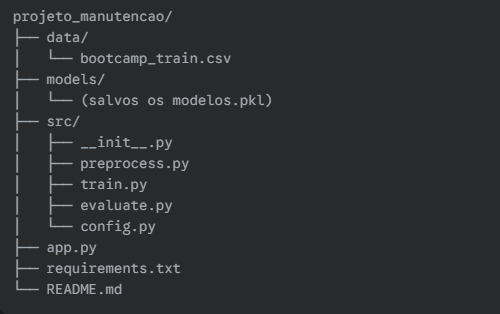 projeto_manutencao/
├── data/
│   └── bootcamp_train.csv
├── models/
│   └── (salvos os modelos.pkl)
├── src/
│   ├── __init__.py
│   ├── preprocess.py
│   ├── train.py
│   ├── evaluate.py
│   └── config.py
├── app.py
├── requirements.txt
└── README.md